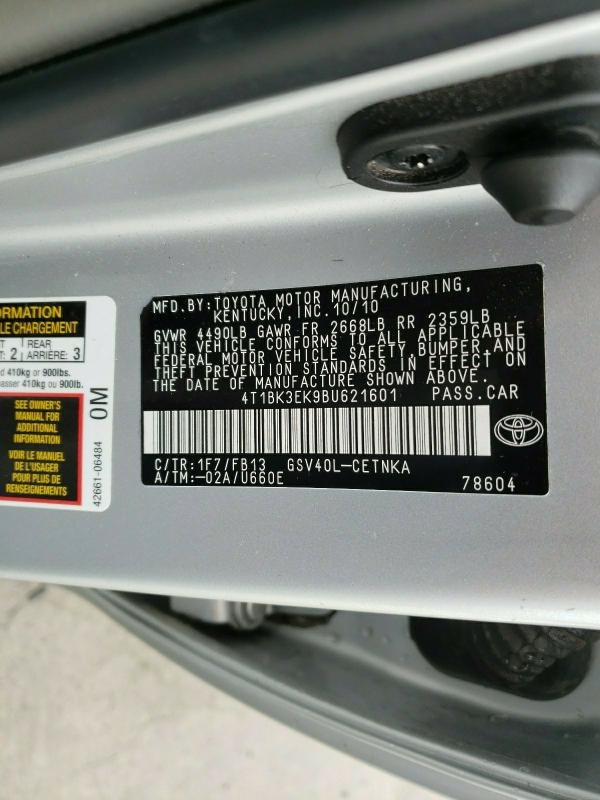 MFD.BY:TOYOTA MOTOR MANUFACTURING,
KENTUCKY, INC. 10/10
GVWR 4490LB GAWR FR 2668LB RR 2359LB
THIS VEHICLE CONFORMS TO ALL APPLICABLE
FEDERAL MOTOR VEHICLE SAFETY, BUMPER AND
THEFT PREVENTION STANDARDS IN EFFECT ON
THE DATE OF MANUFACTURE SHOWN ABOVE.
4T1BK3EK9BU621601 PASS.CAR
C/TR:1F7/FB13 GSV40L-CETNKA
A/TM:-02A/U660E
78604
CHARGEMENT
2 REAR 3
ARRIÈRE:
410kg or 900lbs.
410kg ou 900lb.
SEE OWNER'S
MANUAL FOR
ADDITIONAL
INFORMATION
VOIR LE MANUEL
DE L'USAGER
POUR PLUS DE
RENSEIGNEMENTS
0M
42661-06484